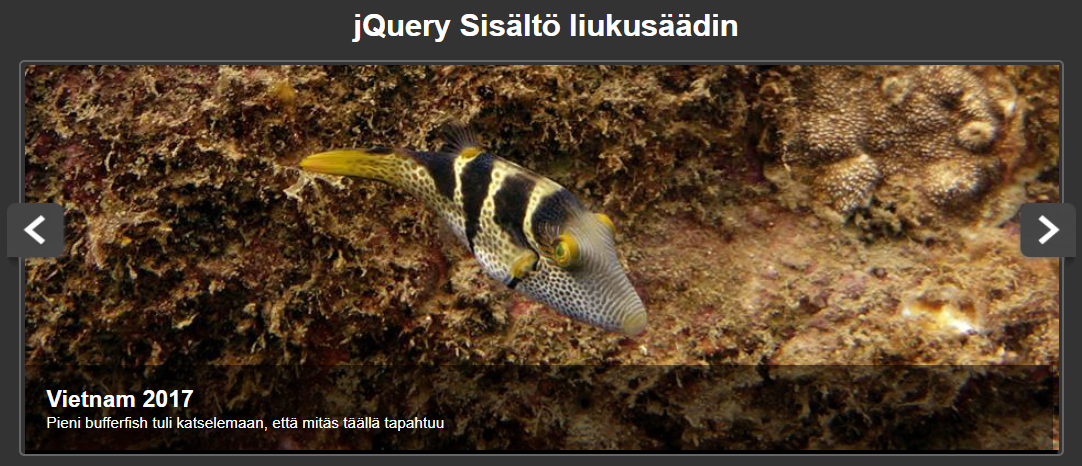 jQuery Sisältö liukusäädin
Vietnam 2017
Pieni bufferfish tuli katselemaan, että mitäs täällä tapahtuu